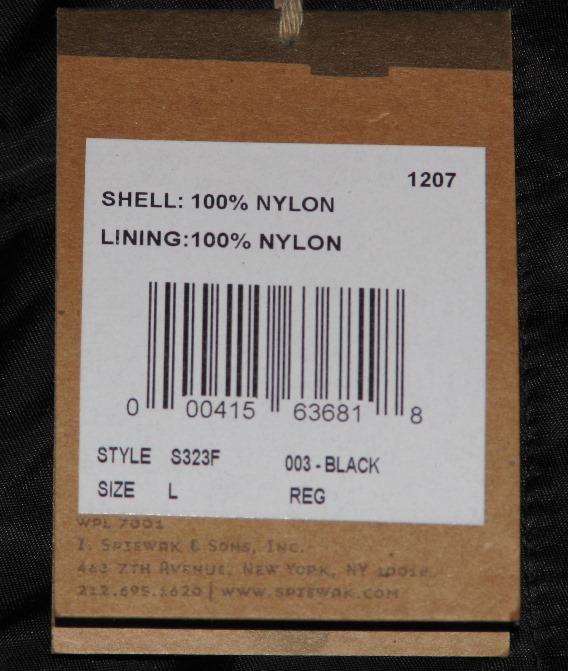 1207
SHELL: 100% NYLON
LINING:100% NYLON
0 00415 63681 8
STYLE S323F 003 - BLACK
SIZE L REG
WPL 7001
I. SPIEWAK & SONS, INC.
463 7TH AVENUE, NEW YORK, NY 10018
212.695.1620 | WWW.SPIEWAK.COM